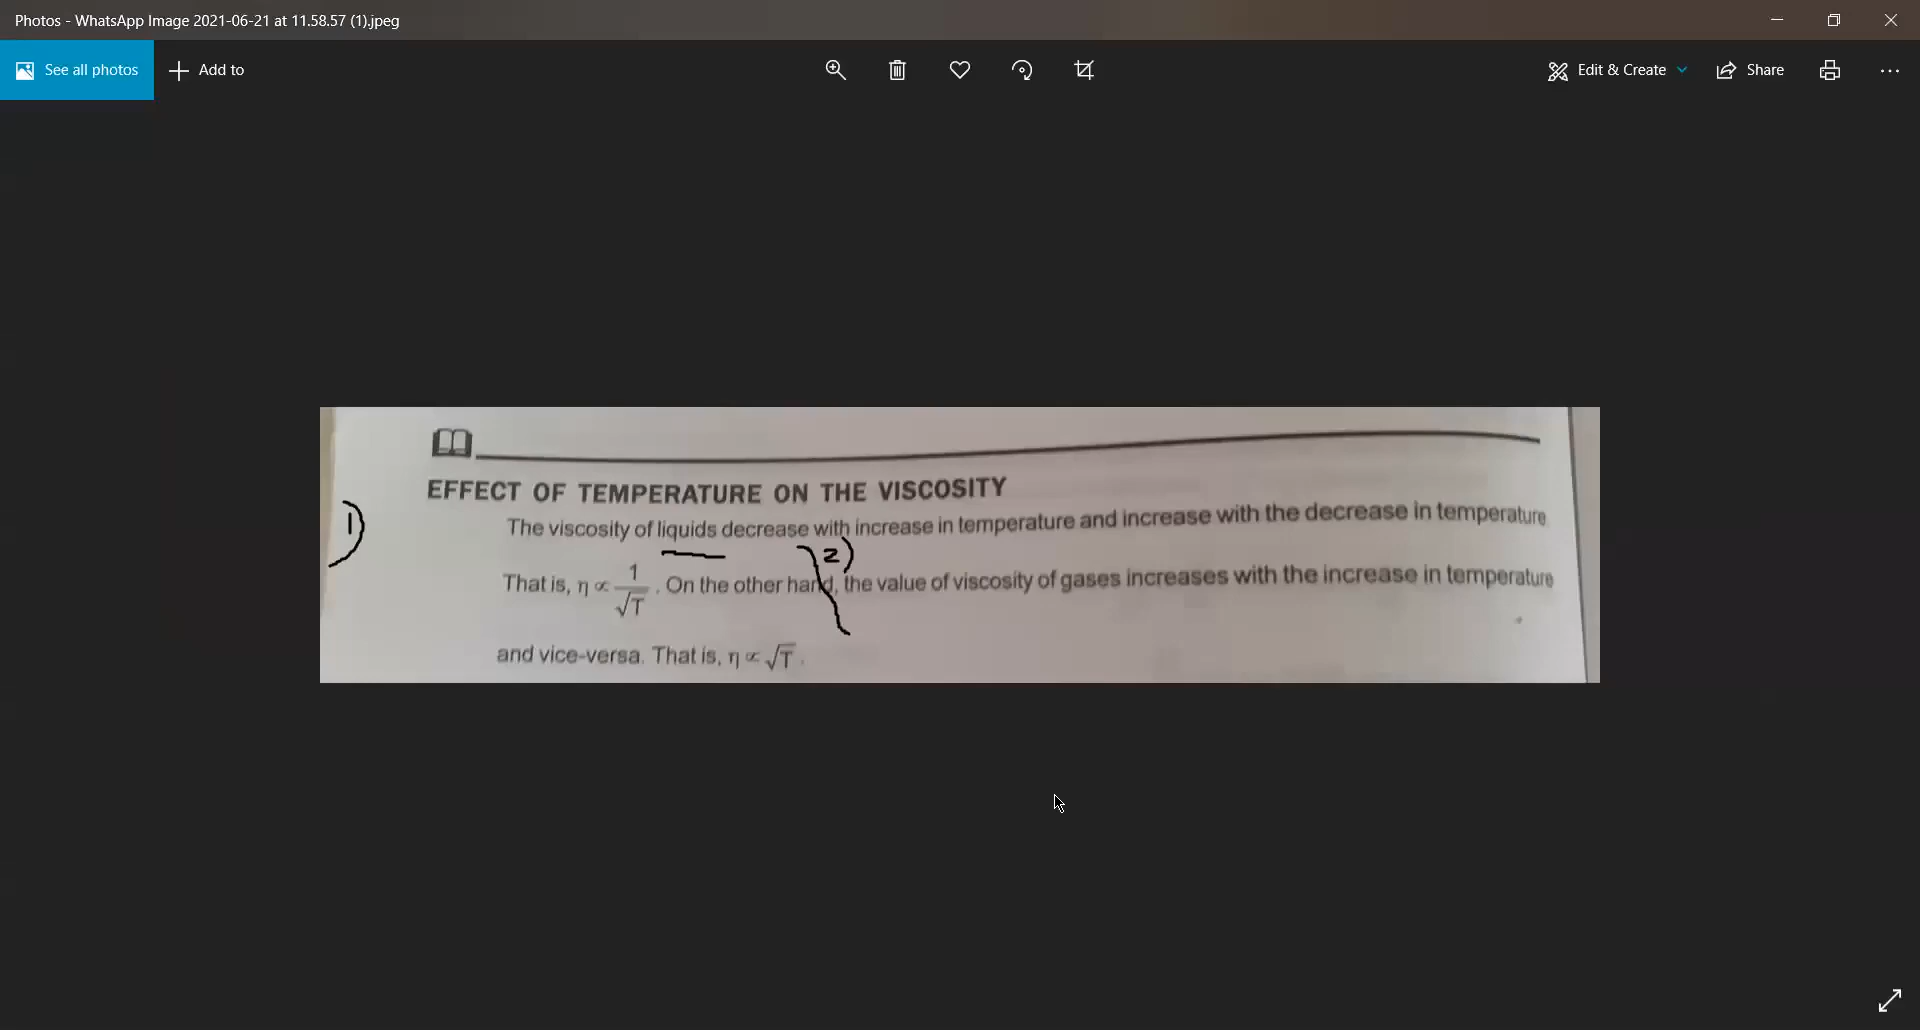 Photos - WhatsApp Image 2021-06-21 at 11.58.57 (1).jpeg
See all photos
Add to
Edit & Create
Share
EFFECT OF TEMPERATURE ON THE VISCOSITY
1)
The viscosity of liquids decrease with increase in temperature and increase with the decrease in temperature
2)
That is, η ∝ 1/√T . On the other hand, the value of viscosity of gases increases with the increase in temperature
and vice-versa. That is, η ∝ √T .